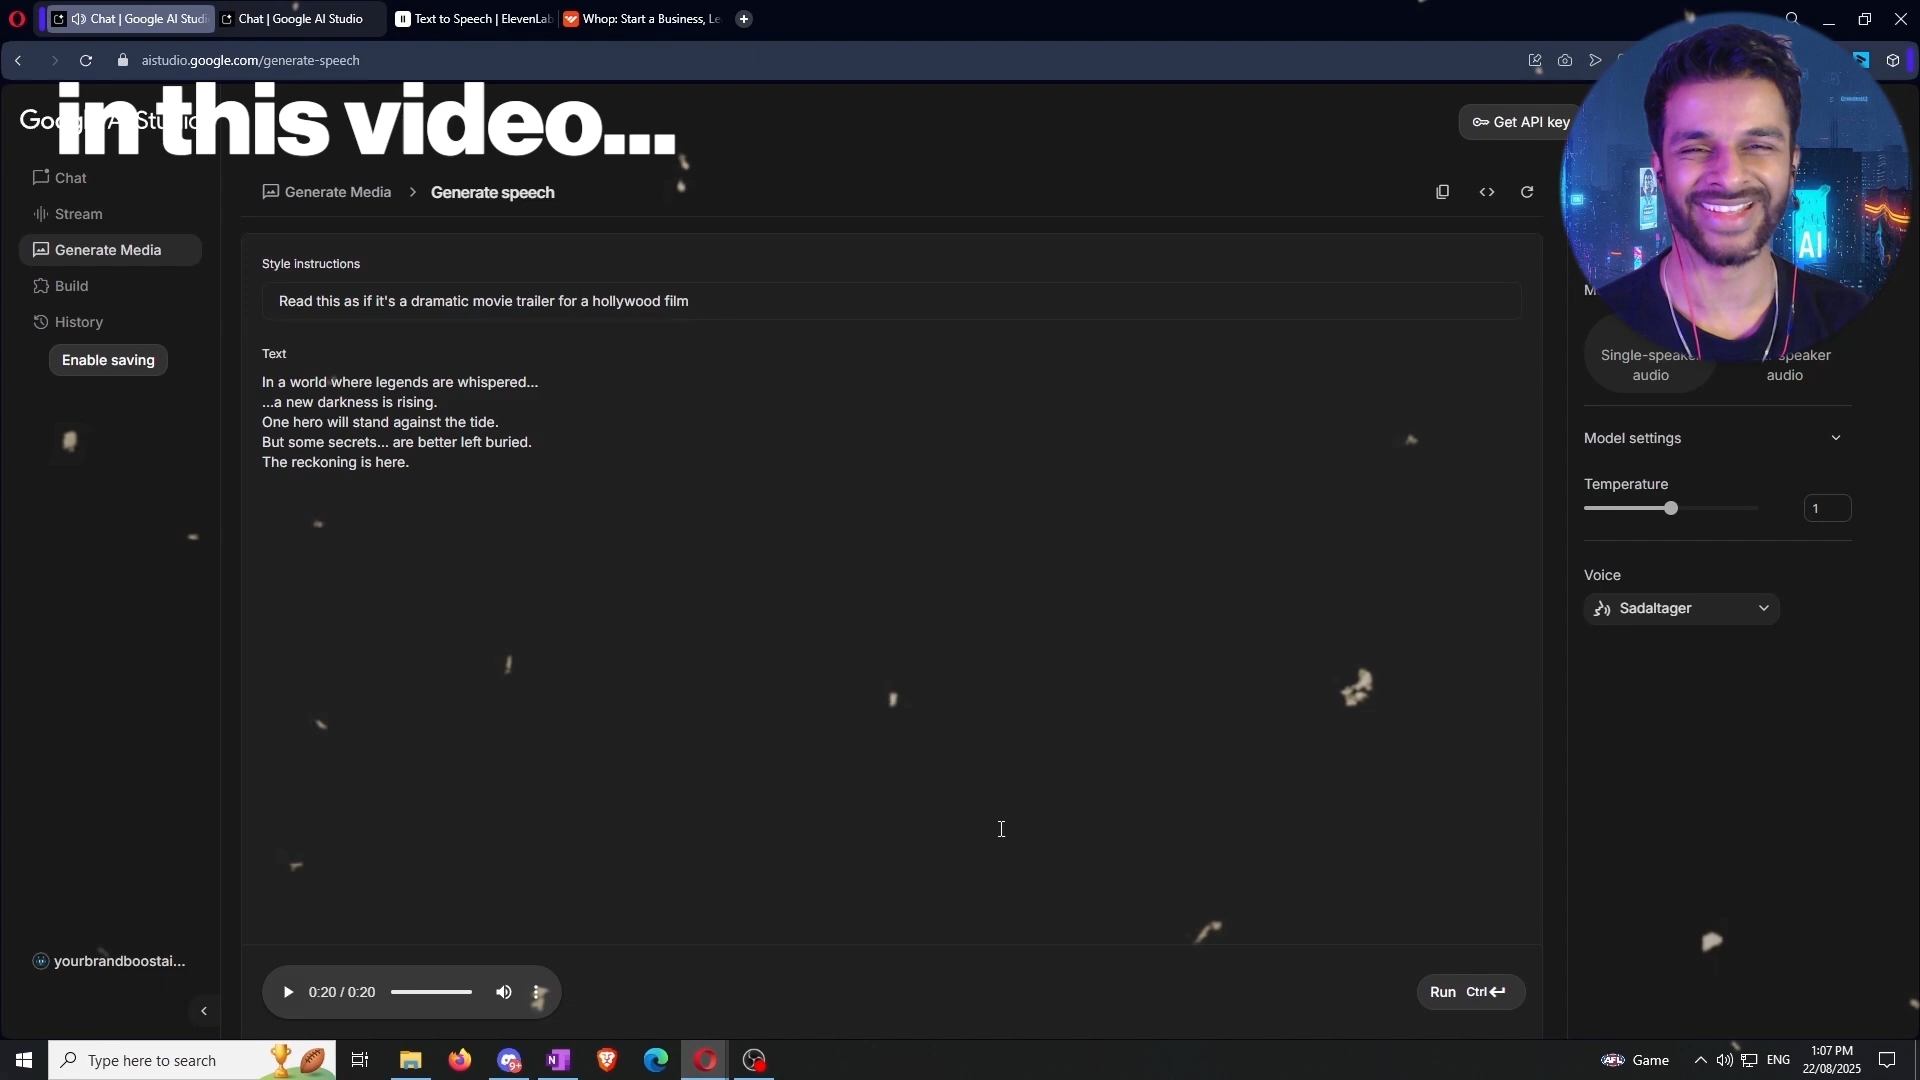 Chat | Google AI Studi
Chat | Google AI Studio
Text to Speech | ElevenLab
Whop: Start a Business, Le
aistudio.google.com/generate-speech
in this video...
Google AI Studio
Get API key
Chat
Stream
Generate Media
Build
History
Enable saving
Generate Media > Generate speech
Style instructions
Read this as if it's a dramatic movie trailer for a hollywood film
Text
In a world where legends are whispered...
...a new darkness is rising.
One hero will stand against the tide.
But some secrets... are better left buried.
The reckoning is here.
AI
Single-speaker
audio
speaker
audio
Model settings
Temperature
1
Voice
Sadaltager
yourbrandboostai...
0:20 / 0:20
Run Ctrl
Type here to search
9+
Game
ENG
1:07 PM
22/08/2025